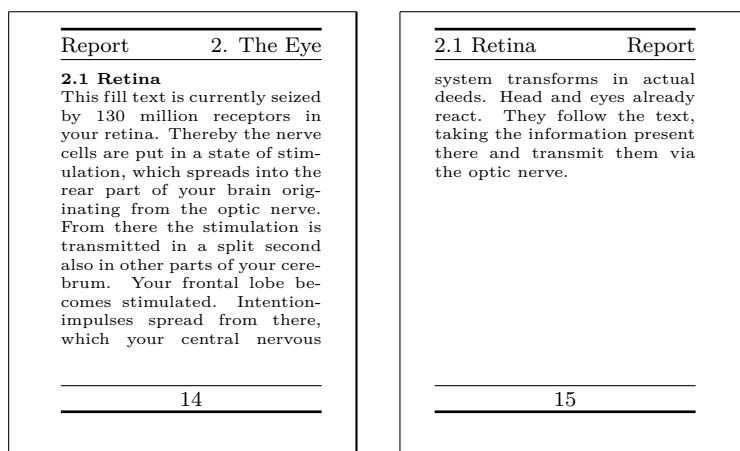 Report 2. The Eye
2.1 Retina
This fill text is currently seized
by 130 million receptors in
your retina. Thereby the nerve
cells are put in a state of stim-
ulation, which spreads into the
rear part of your brain orig-
inating from the optic nerve.
From there the stimulation is
transmitted in a split second
also in other parts of your cere-
brum. Your frontal lobe be-
comes stimulated. Intention-
impulses spread from there,
which your central nervous
14
2.1 Retina Report
system transforms in actual
deeds. Head and eyes already
react. They follow the text,
taking the information present
there and transmit them via
the optic nerve.
15